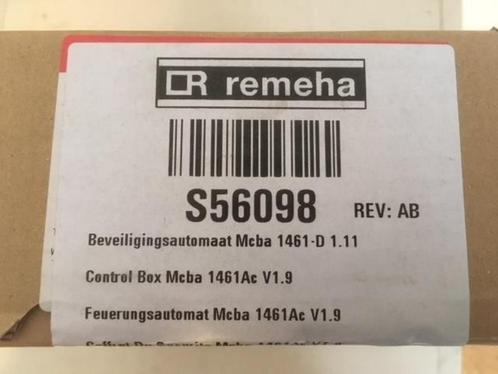 remeha
S56098 REV: AB
Beveiligingsautomaat Mcba 1461-D 1.11
Control Box Mcba 1461Ac V1.9
Feuerungsautomat Mcba 1461Ac V1.9